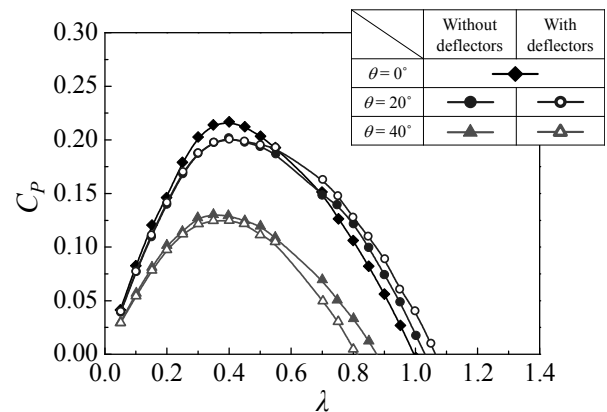 Without deflectors
With deflectors
θ = 0°
θ = 20°
θ = 40°
0.30
0.25
0.20
0.15
0.10
0.05
0.00
C_P
0.0 0.2 0.4 0.6 0.8 1.0 1.2 1.4
λ